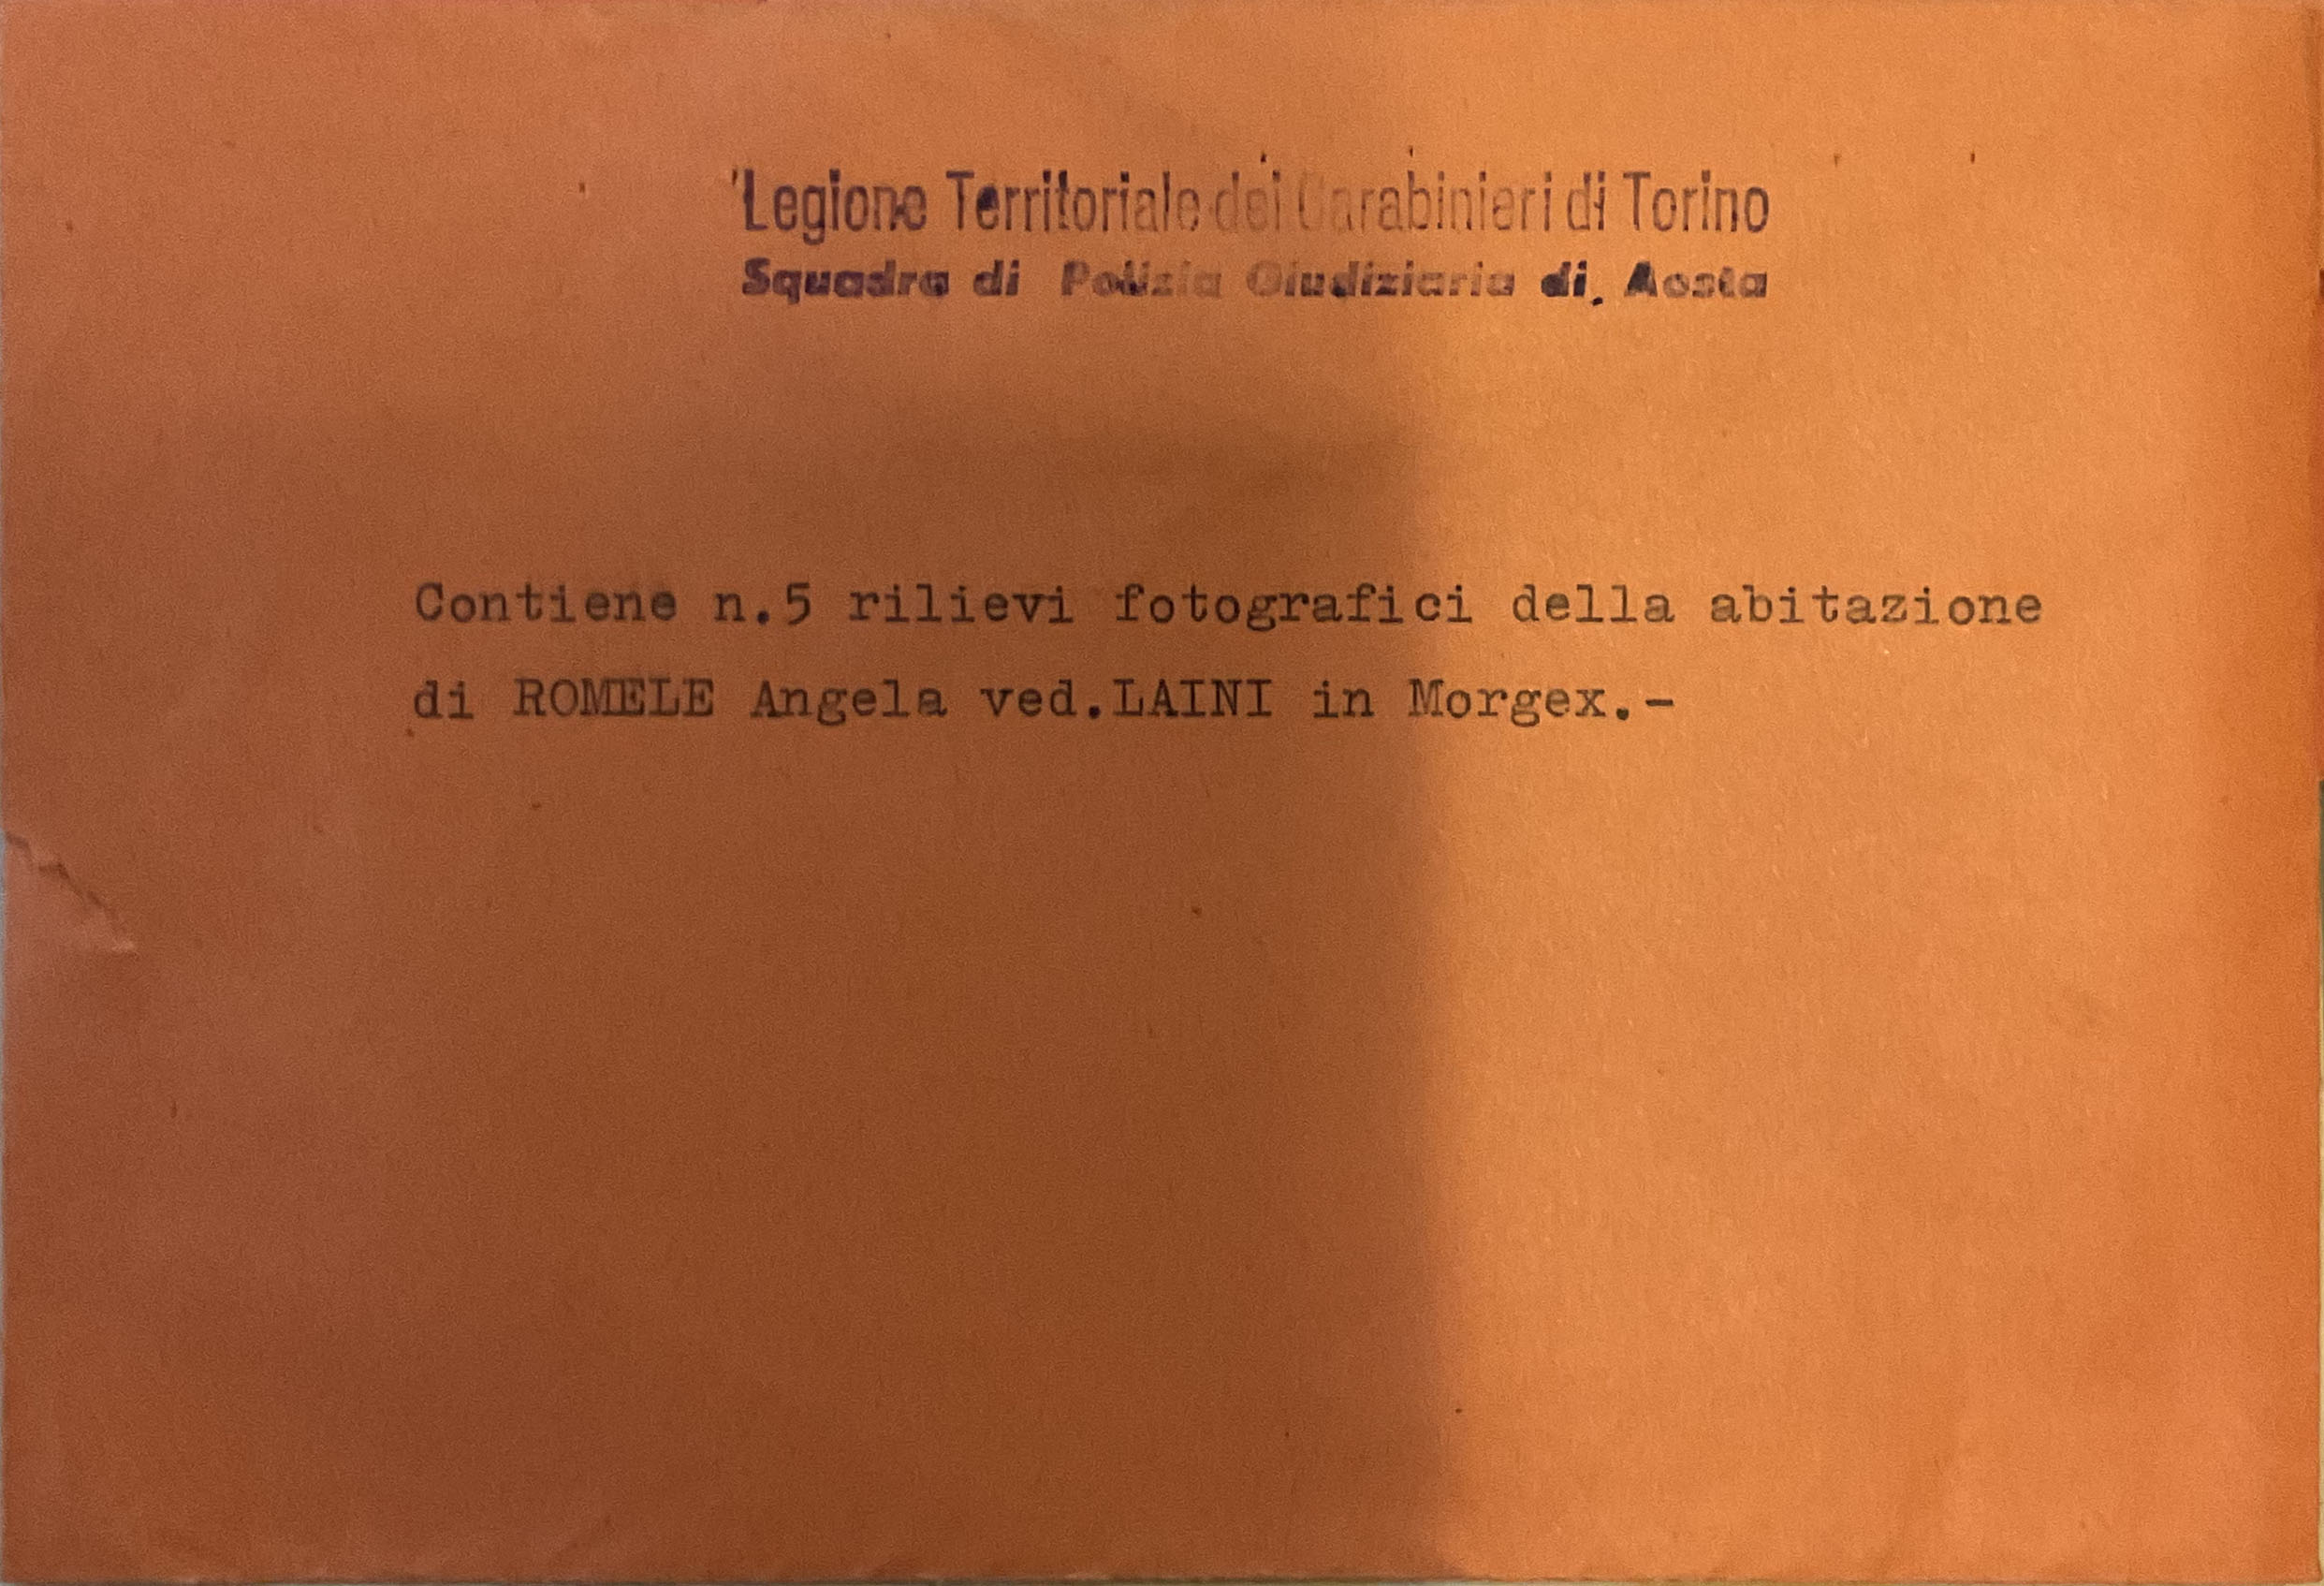 Legione Territoriale dei Carabinieri di Torino
Squadra di Polizia Giudiziaria di Aosta
Contiene n.5 rilievi fotografici della abitazione
di ROMELE Angela ved.LAINI in Morgex.-